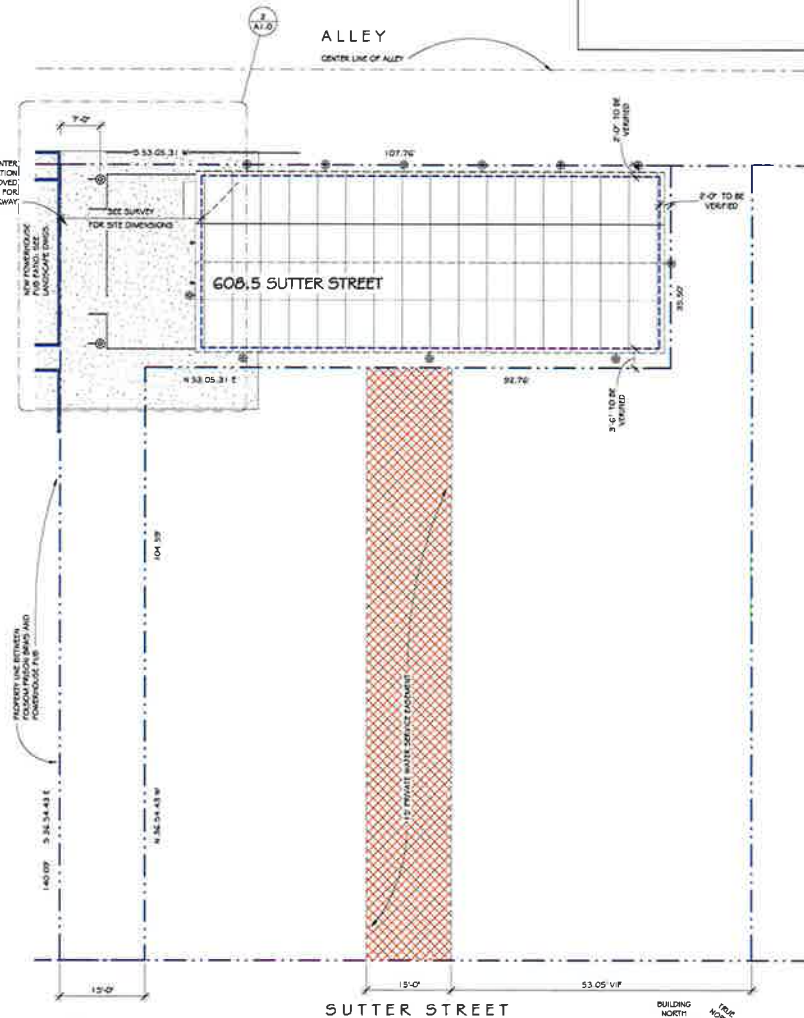 2
A1.0
ALLEY
CENTER LINE OF ALLEY
7'-0"
S 53.05.31 W
107.76'
2'-0" TO BE
VERIFIED
2'-0" TO BE
VERIFIED
SEE SURVEY
FOR SITE DIMENSIONS
NEW POWERHOUSE
PUB PATIO; SEE
LANDSCAPE DWGS.
608.5 SUTTER STREET
35.50'
N 53.05.31 E
92.76'
3'-6" TO BE
VERIFIED
104.59'
PROPERTY LINE BETWEEN
FOLSOM PRISON BREWS AND
POWERHOUSE PUB
15' PRIVATE WATER SERVICE EASEMENT
S 36.54.43 E
N 36.54.43 W
140.09'
15'-0"
15'-0"
53.05' VIF
SUTTER STREET
BUILDING
NORTH
TRUE